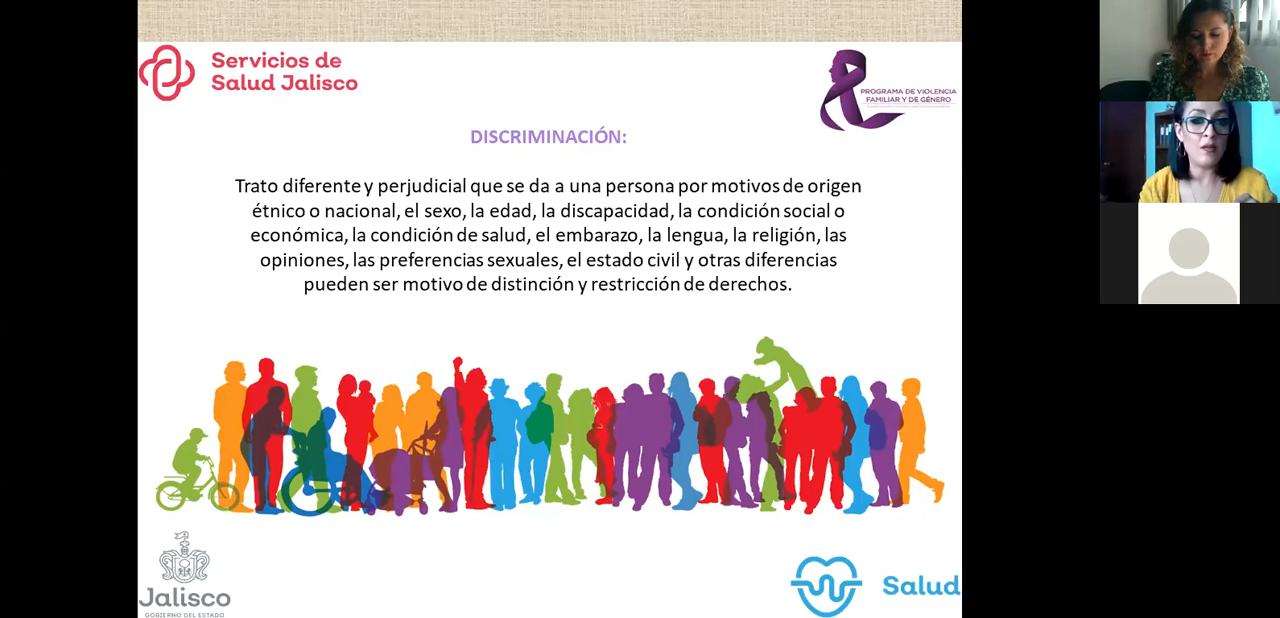 Servicios de
Salud Jalisco
PROGRAMA DE VIOLENCIA
FAMILIAR Y DE GÉNERO
DISCRIMINACIÓN:
Trato diferente y perjudicial que se da a una persona por motivos de origen
étnico o nacional, el sexo, la edad, la discapacidad, la condición social o
económica, la condición de salud, el embarazo, la lengua, la religión, las
opiniones, las preferencias sexuales, el estado civil y otras diferencias
pueden ser motivo de distinción y restricción de derechos.
Jalisco
GOBIERNO DEL ESTADO
Salud